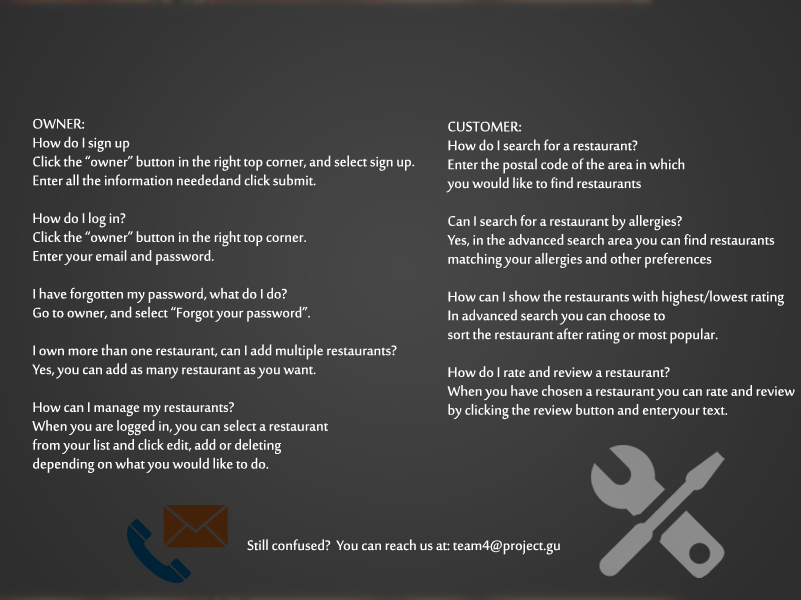 OWNER:
How do I sign up
Click the “owner” button in the right top corner, and select sign up.
Enter all the information neededand click submit.
How do I log in?
Click the “owner” button in the right top corner.
Enter your email and password.
I have forgotten my password, what do I do?
Go to owner, and select “Forgot your password”.
I own more than one restaurant, can I add multiple restaurants?
Yes, you can add as many restaurant as you want.
How can I manage my restaurants?
When you are logged in, you can select a restaurant
from your list and click edit, add or deleting
depending on what you would like to do.
CUSTOMER:
How do I search for a restaurant?
Enter the postal code of the area in which
you would like to find restaurants
Can I search for a restaurant by allergies?
Yes, in the advanced search area you can find restaurants
matching your allergies and other preferences
How can I show the restaurants with highest/lowest rating
In advanced search you can choose to
sort the restaurant after rating or most popular.
How do I rate and review a restaurant?
When you have chosen a restaurant you can rate and review
by clicking the review button and enteryour text.
Still confused? You can reach us at: team4@project.gu